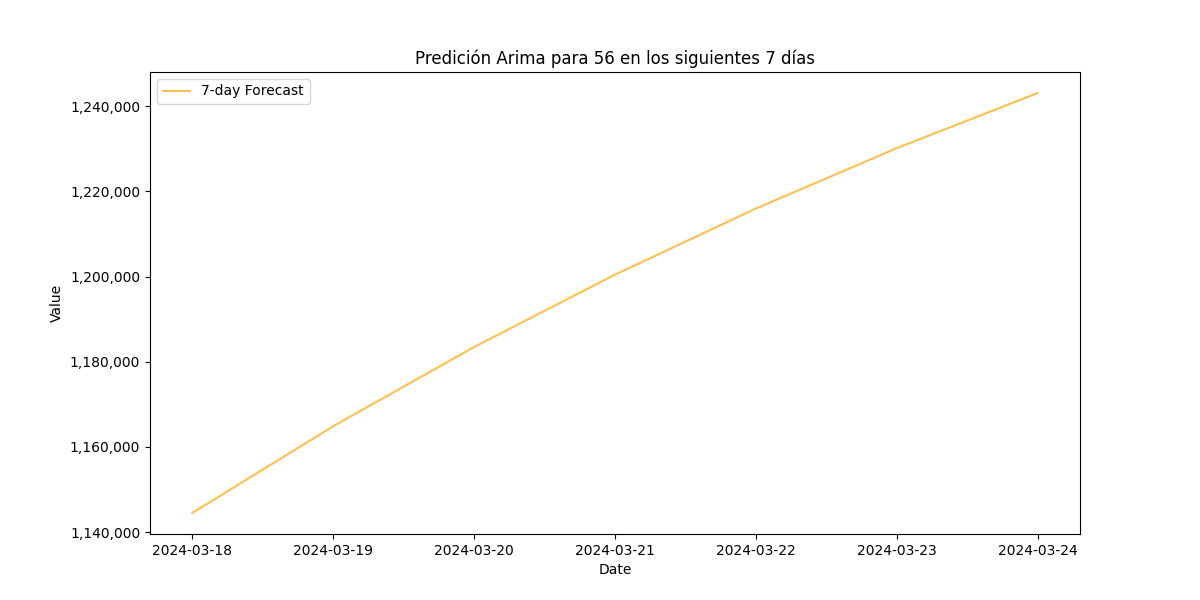 Predición Arima para 56 en los siguientes 7 días
7-day Forecast
1,240,000
1,220,000
1,200,000
1,180,000
1,160,000
1,140,000
Value
2024-03-18 2024-03-19 2024-03-20 2024-03-21 2024-03-22 2024-03-23 2024-03-24
Date